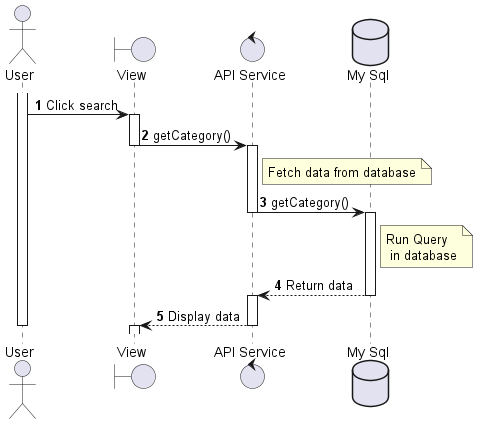 User
View
API Service
My Sql
1 Click search
2 getCategory()
Fetch data from database
3 getCategory()
Run Query
in database
4 Return data
5 Display data
User
View
API Service
My Sql